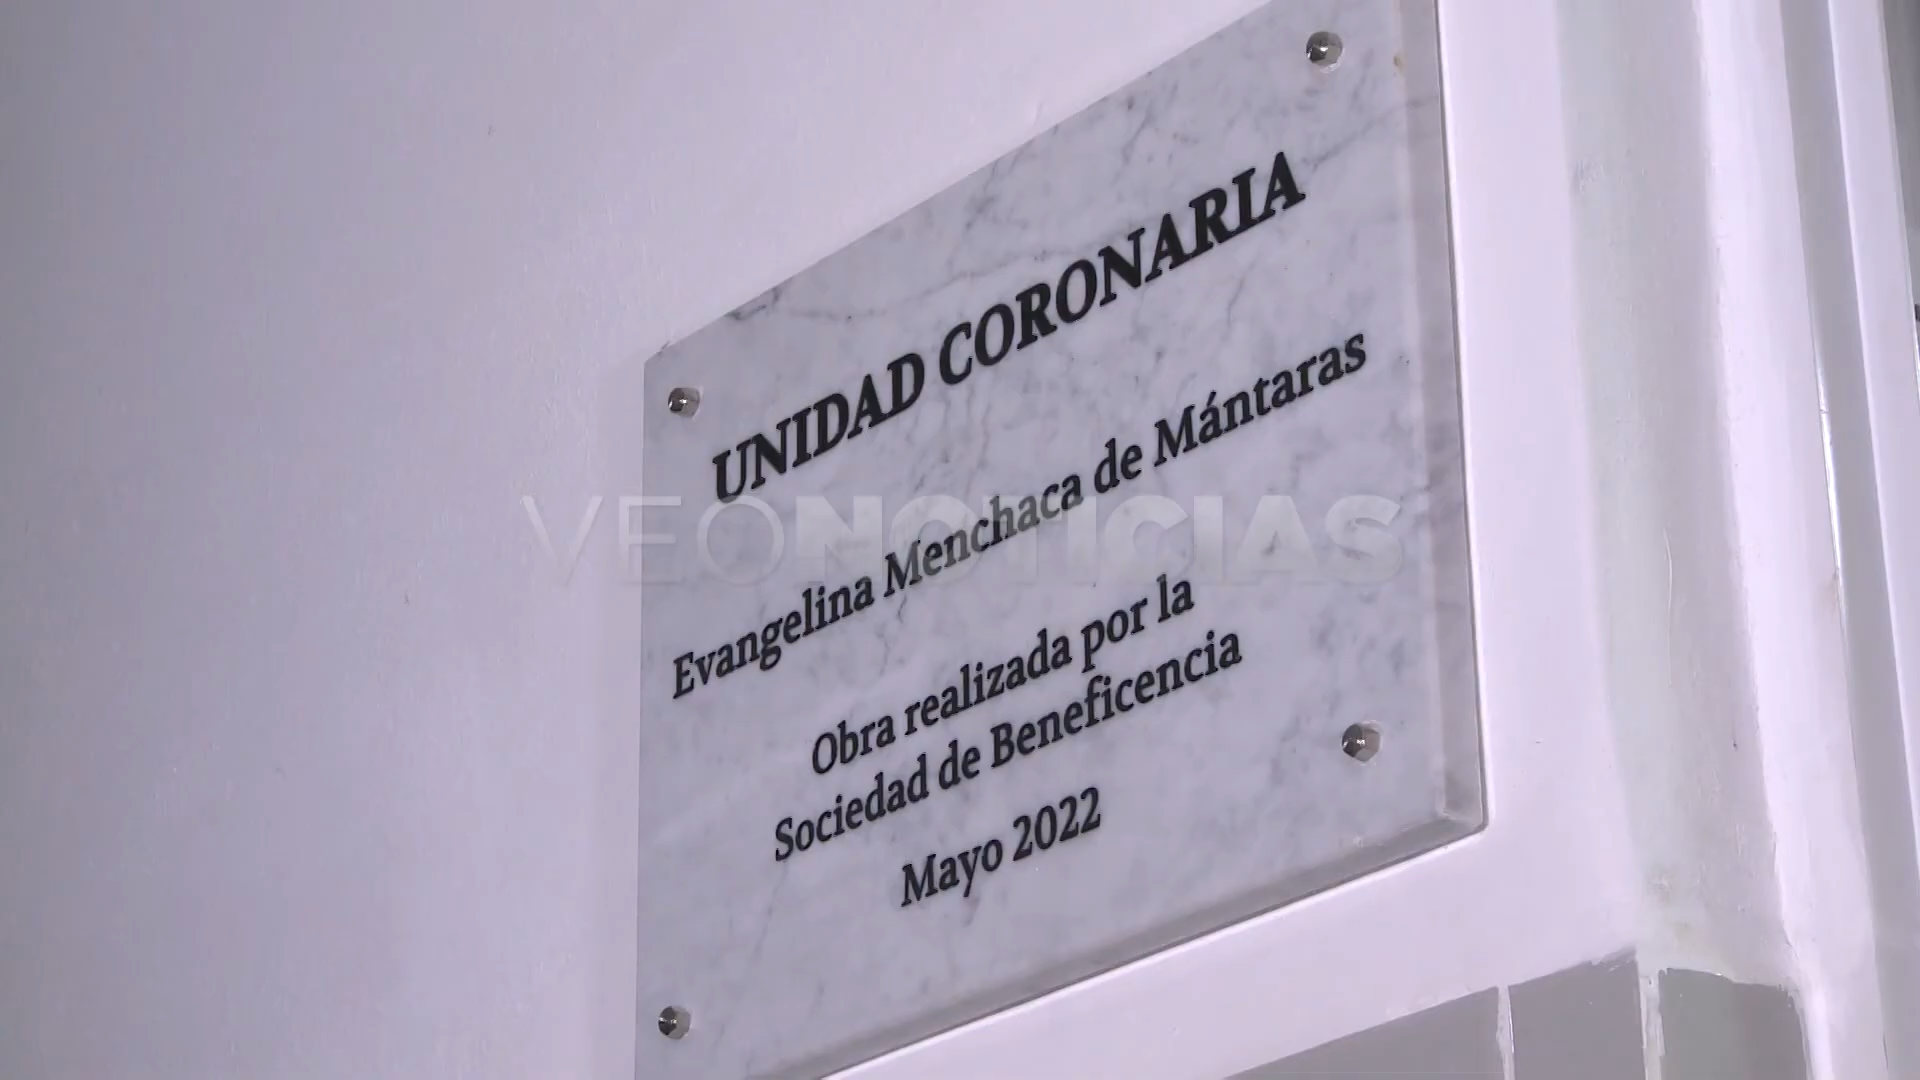 UNIDAD CORONARIA
Evangelina Menchaca de Mántaras
VEONOTICIAS
Obra realizada por la
Sociedad de Beneficencia
Mayo 2022